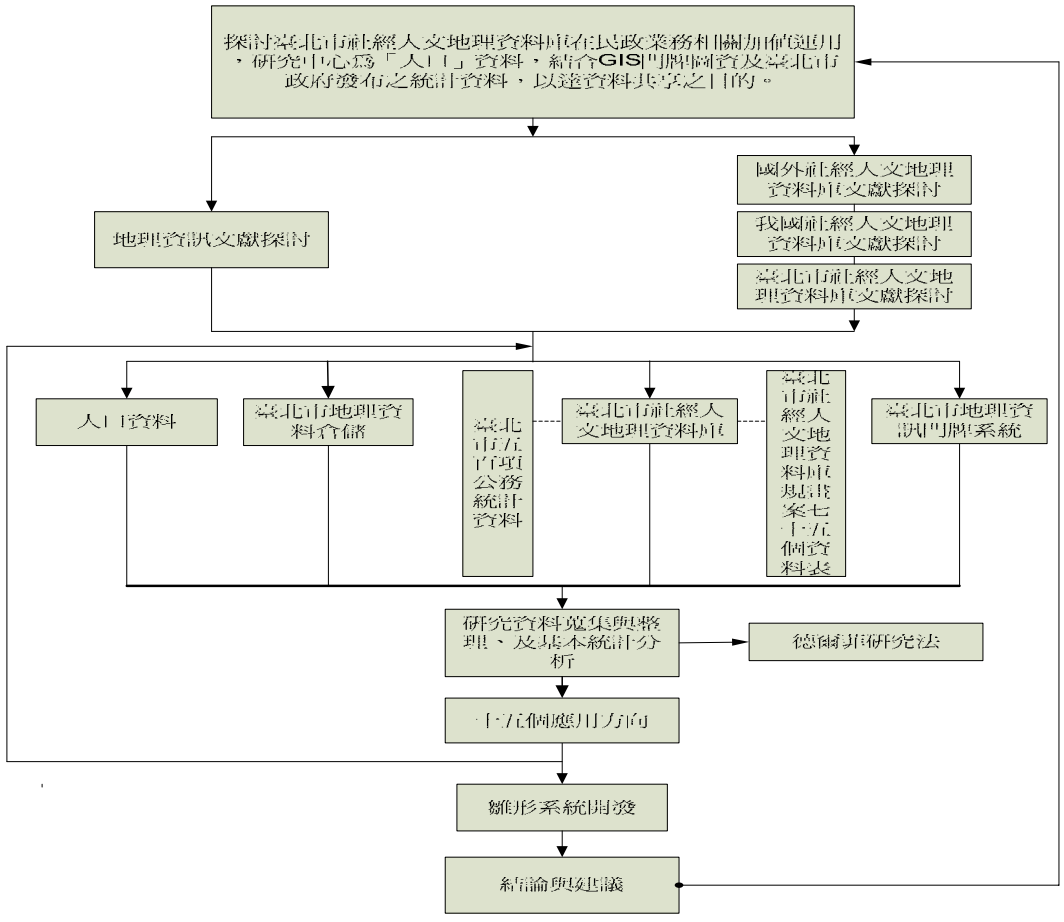 探討臺北市社經人文地理資料庫在民政業務相關加值運用
，研究中心為「人口」資料，結合GIS門牌圖資及臺北市
政府發布之統計資料，以達資料共享之目的。
地理資訊文獻探討
國外社經人文地理
資料庫文獻探討
我國社經人文地理
資料庫文獻探討
臺北市社經人文地
理資料庫文獻探討
人口資料
臺北市地理資
料倉儲
臺北
市五
百項
公務
統計
資料
臺北市社經人
文地理資料庫
臺北
市社
經人
文地
理資
料庫
規畫
案七
十五
個資
料表
臺北市地理資
訊門牌系統
研究資料蒐集與整
理、及基本統計分
析
德爾菲研究法
十五個應用方向
雛形系統開發
結論與建議